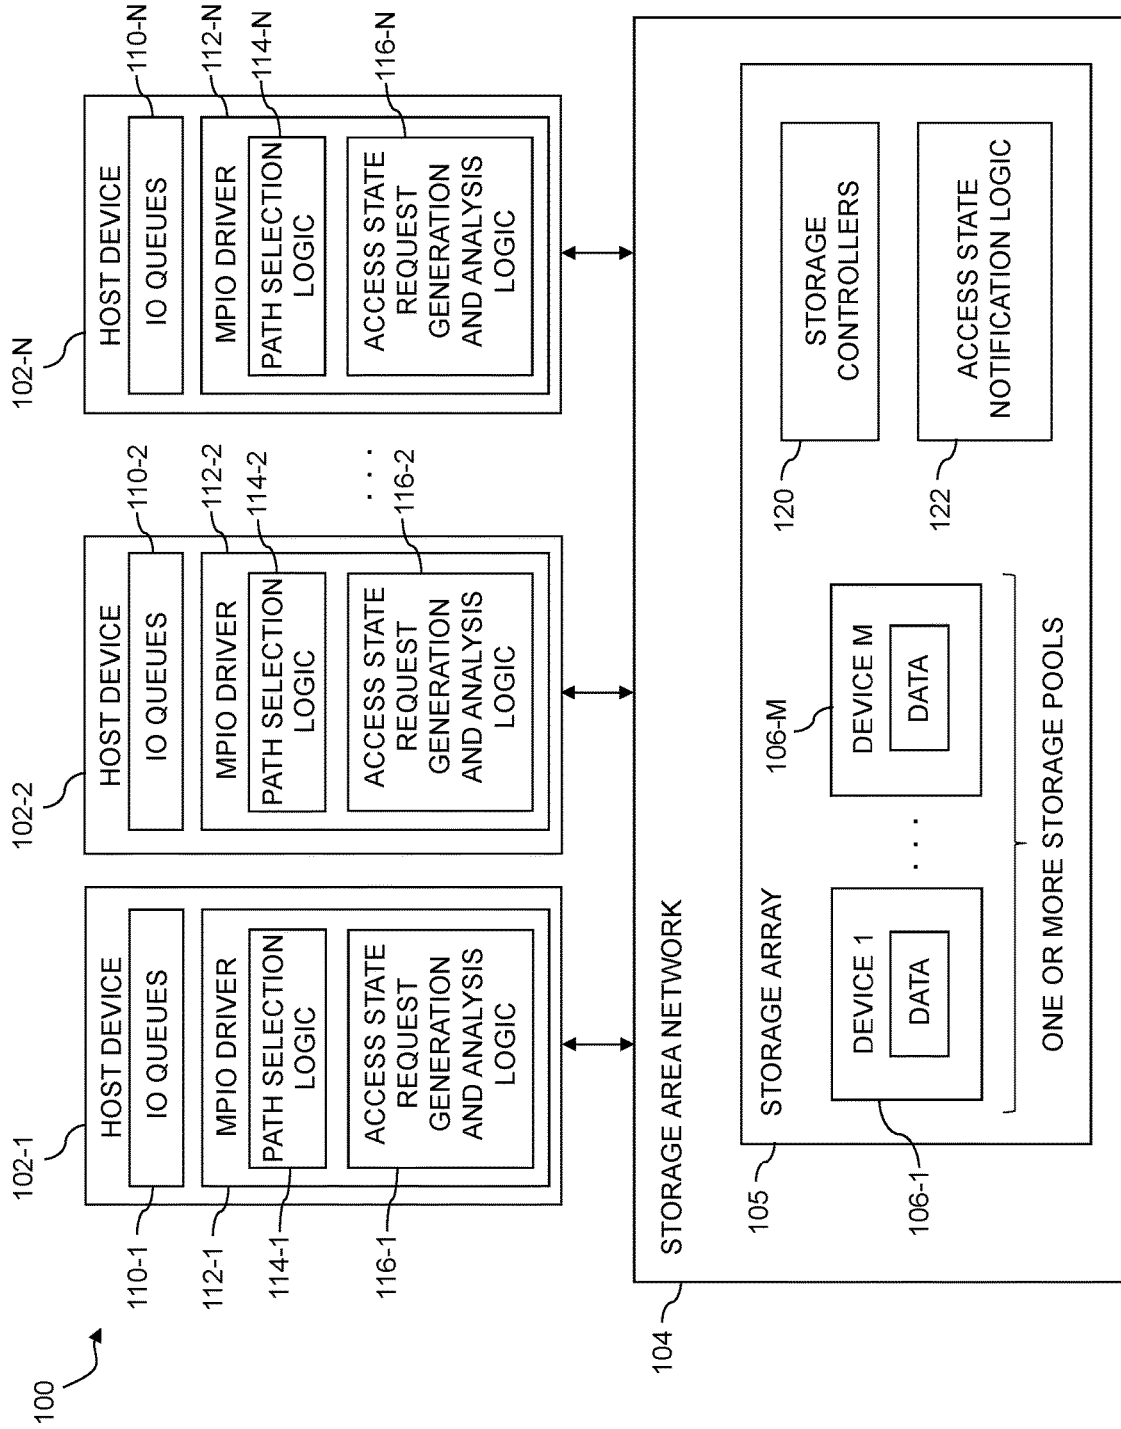 100
102-1
HOST DEVICE
110-1
IO QUEUES
112-1
MPIO DRIVER
114-1
PATH SELECTION
LOGIC
116-1
ACCESS STATE
REQUEST
GENERATION
AND ANALYSIS
LOGIC
102-2
HOST DEVICE
110-2
IO QUEUES
112-2
MPIO DRIVER
114-2
PATH SELECTION
LOGIC
116-2
ACCESS STATE
REQUEST
GENERATION
AND ANALYSIS
LOGIC
. . .
102-N
HOST DEVICE
110-N
IO QUEUES
112-N
MPIO DRIVER
114-N
PATH SELECTION
LOGIC
116-N
ACCESS STATE
REQUEST
GENERATION
AND ANALYSIS
LOGIC
104
STORAGE AREA NETWORK
105
STORAGE ARRAY
106-1
DEVICE 1
DATA
. . .
106-M
DEVICE M
DATA
ONE OR MORE STORAGE POOLS
120
STORAGE
CONTROLLERS
122
ACCESS STATE
NOTIFICATION LOGIC